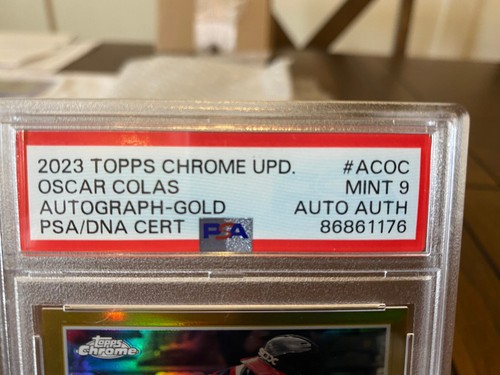 2023 TOPPS CHROME UPD. #ACOC
OSCAR COLAS MINT 9
AUTOGRAPH-GOLD AUTO AUTH
PSA/DNA CERT PSA 86861176
Topps
Chrome
SOX